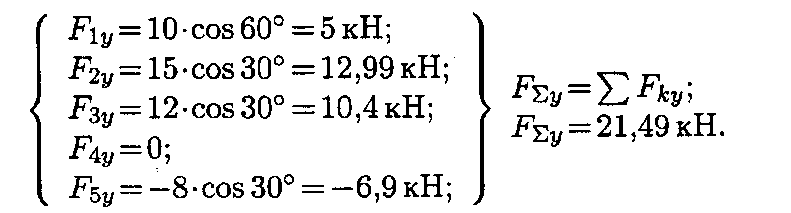 F₁y = 10·cos 60° = 5 кН;
F₂y = 15·cos 30° = 12,99 кН;
F₃y = 12·cos 30° = 10,4 кН;
F₄y = 0;
F₅y = −8·cos 30° = −6,9 кН;
FΣy = ∑ Fky;
FΣy = 21,49 кН.